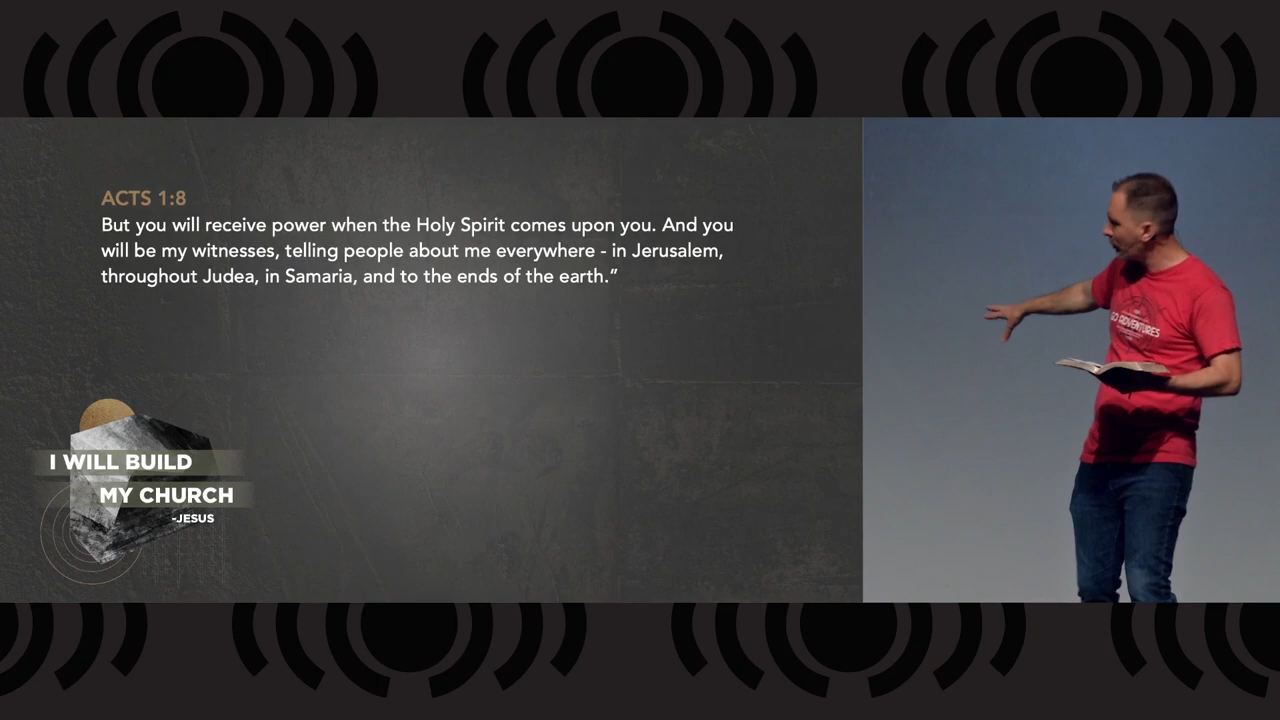 ACTS 1:8
But you will receive power when the Holy Spirit comes upon you. And you
will be my witnesses, telling people about me everywhere - in Jerusalem,
throughout Judea, in Samaria, and to the ends of the earth.”
I WILL BUILD
MY CHURCH
-JESUS
GO ADVENTURES